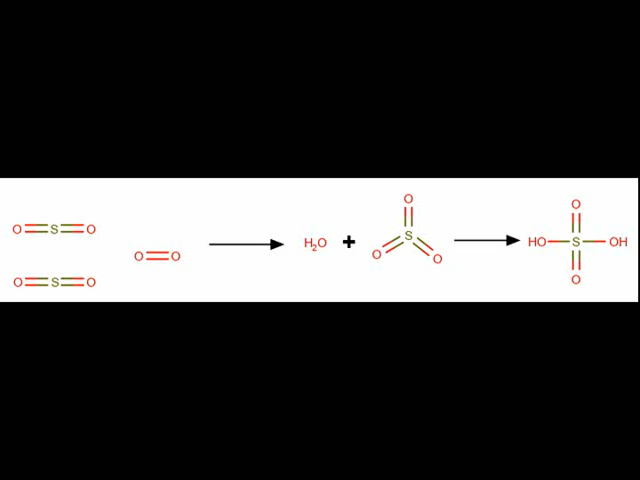 O=S=O
O=S=O
O=O
H₂O + O S O O
O HO S OH O